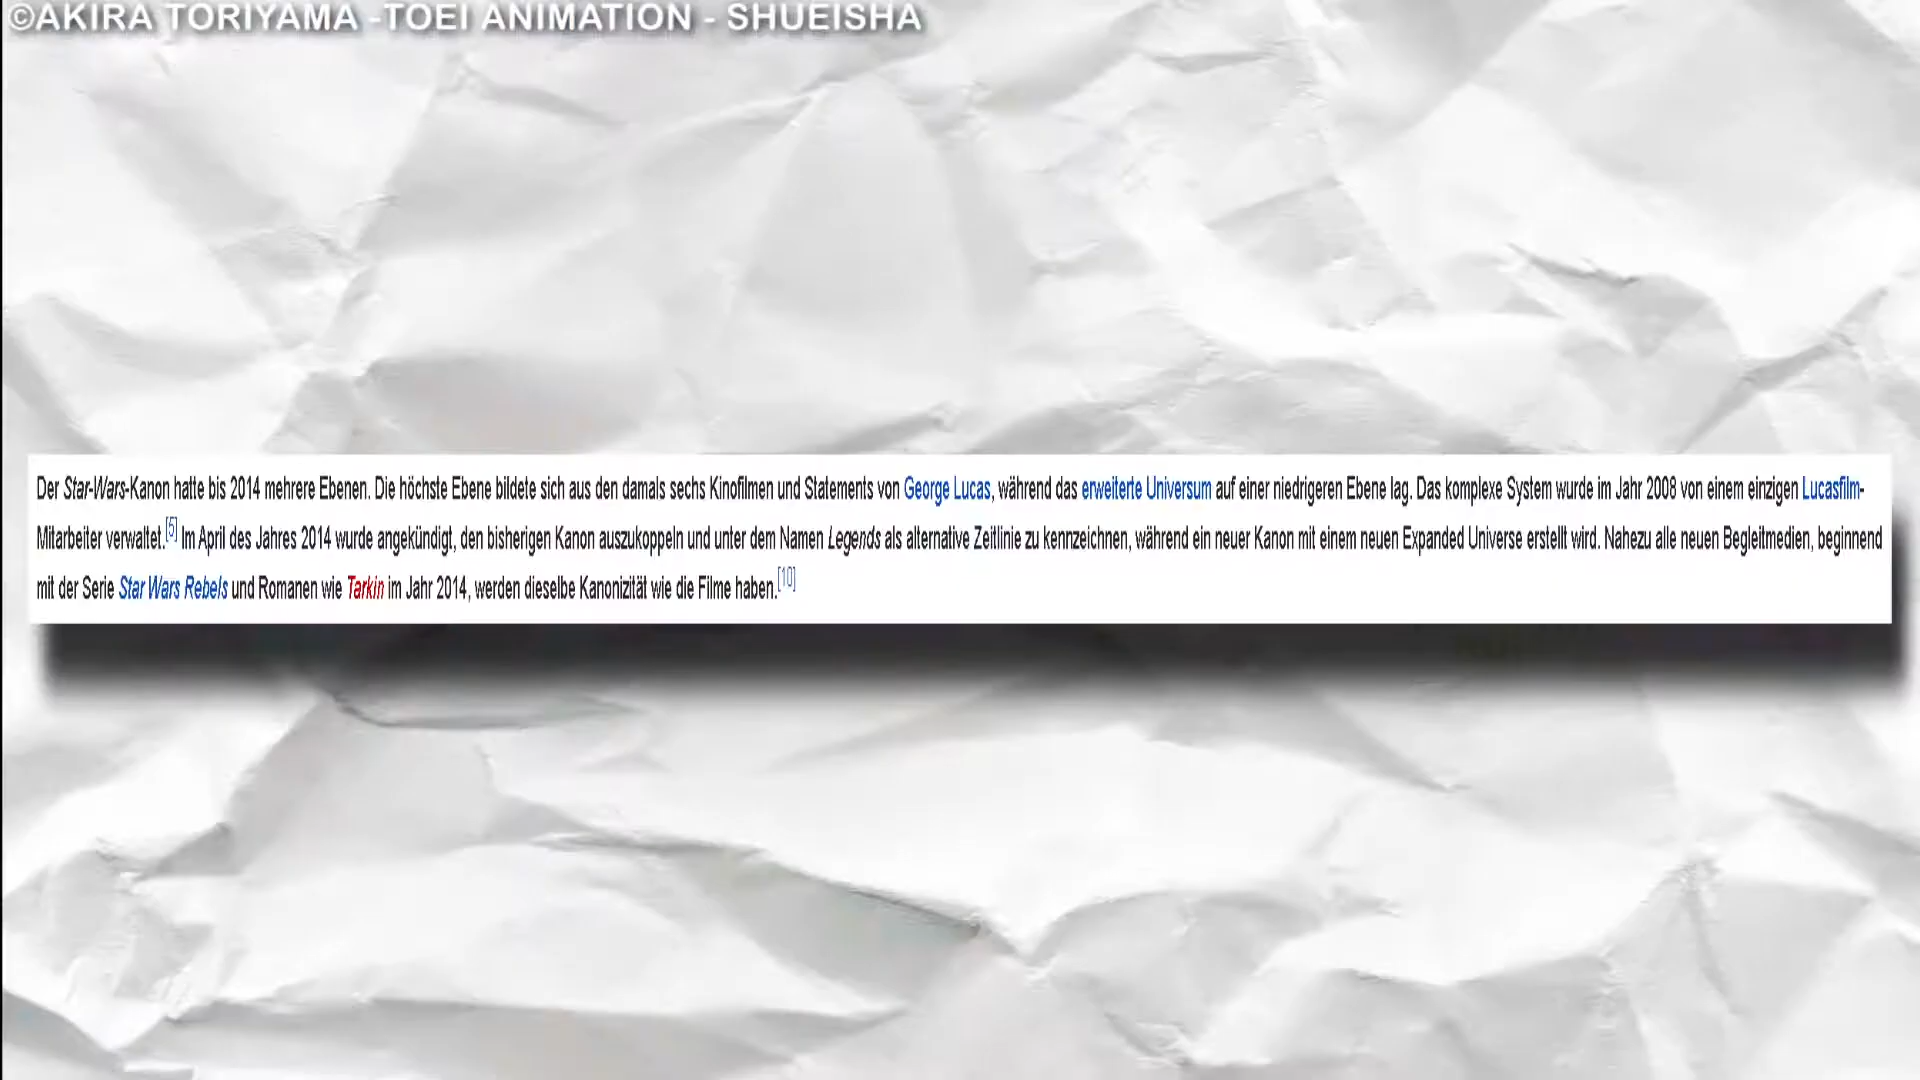 ©AKIRA TORIYAMA -TOEI ANIMATION - SHUEISHA
Der Star-Wars-Kanon hatte bis 2014 mehrere Ebenen. Die höchste Ebene bildete sich aus den damals sechs Kinofilmen und Statements von George Lucas, während das erweiterte Universum auf einer niedrigeren Ebene lag. Das komplexe System wurde im Jahr 2008 von einem einzigen Lucasfilm-
Mitarbeiter verwaltet.[5] Im April des Jahres 2014 wurde angekündigt, den bisherigen Kanon auszukoppeln und unter dem Namen Legends als alternative Zeitlinie zu kennzeichnen, während ein neuer Kanon mit einem neuen Expanded Universe erstellt wird. Nahezu alle neuen Begleitmedien, beginnend
mit der Serie Star Wars Rebels und Romanen wie Tarkin im Jahr 2014, werden dieselbe Kanonizität wie die Filme haben.[10]